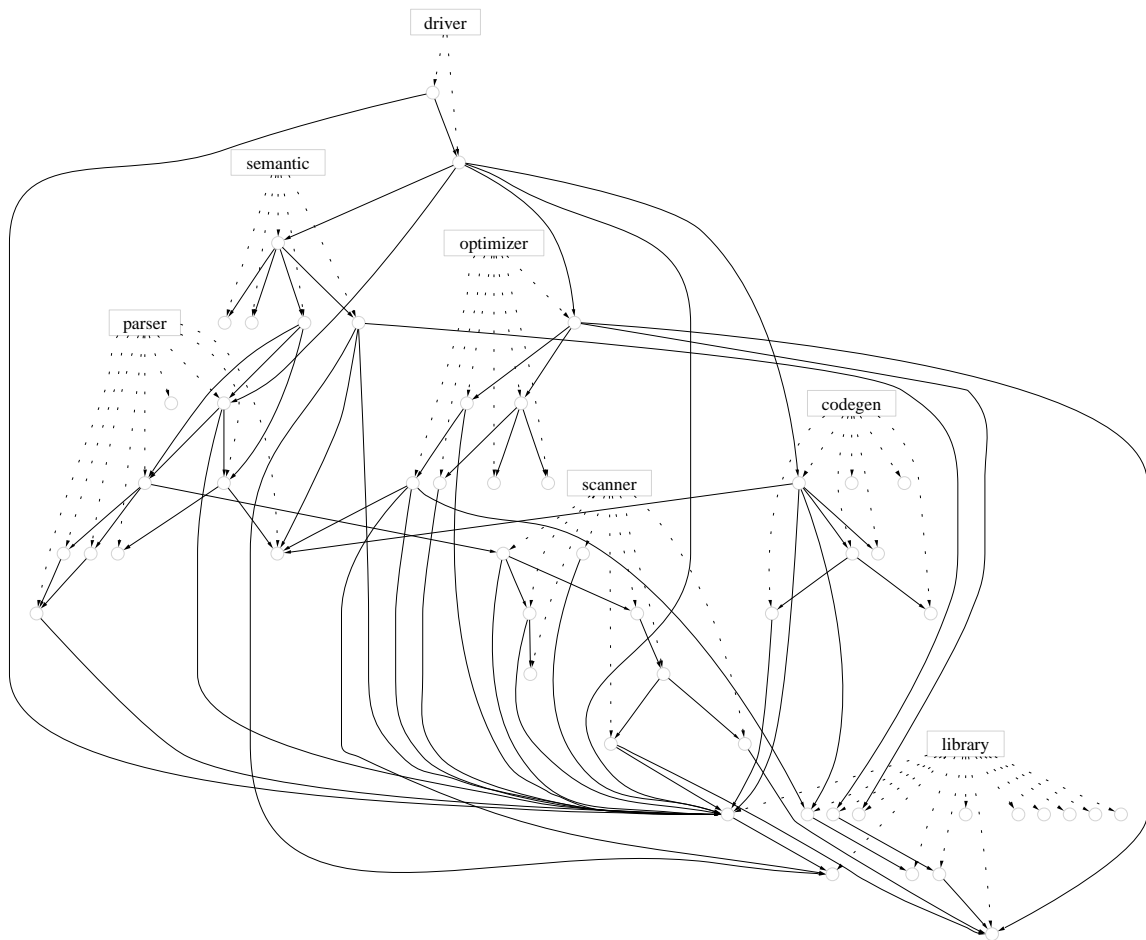 driver
semantic
optimizer
parser
codegen
scanner
library